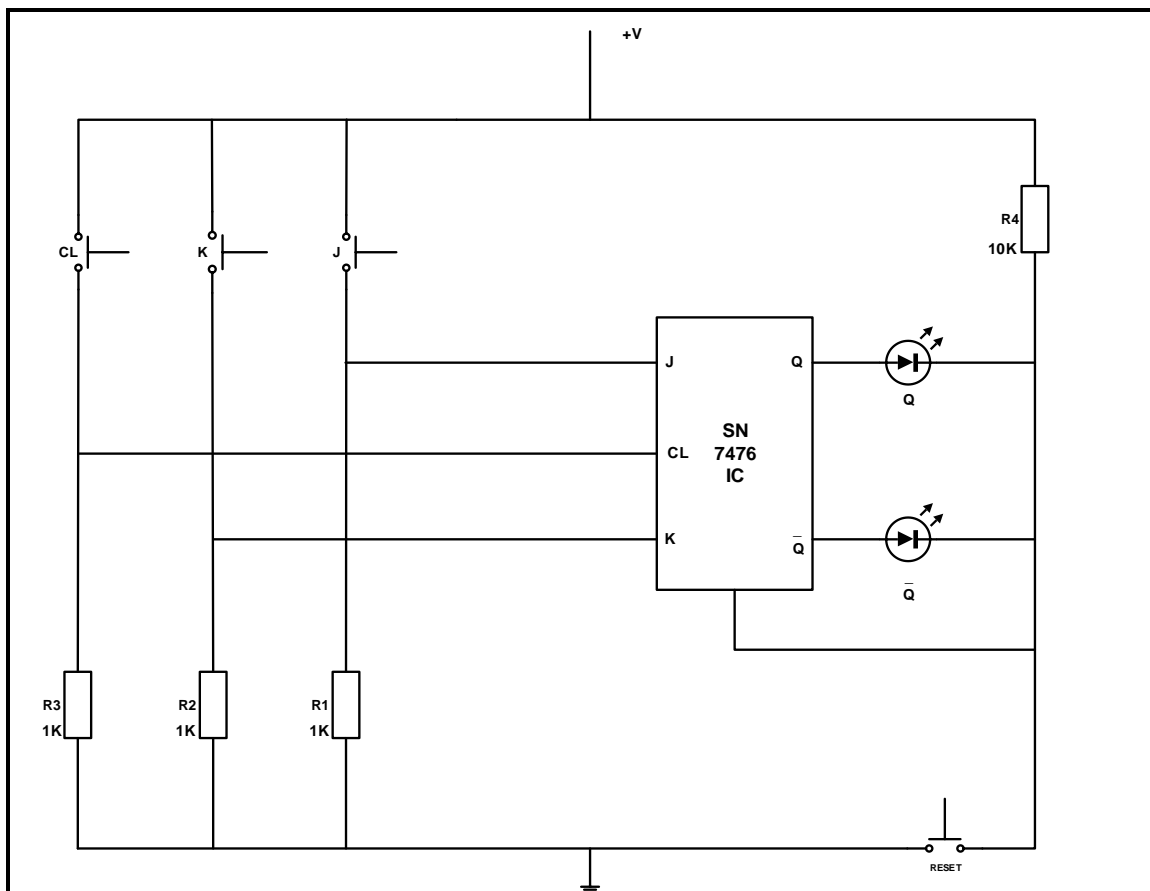 +V
R4
10K
CL
K
J
J
Q
Q
SN
7476
IC
CL
K
Q̅
Q̅
R3
1K
R2
1K
R1
1K
RESET